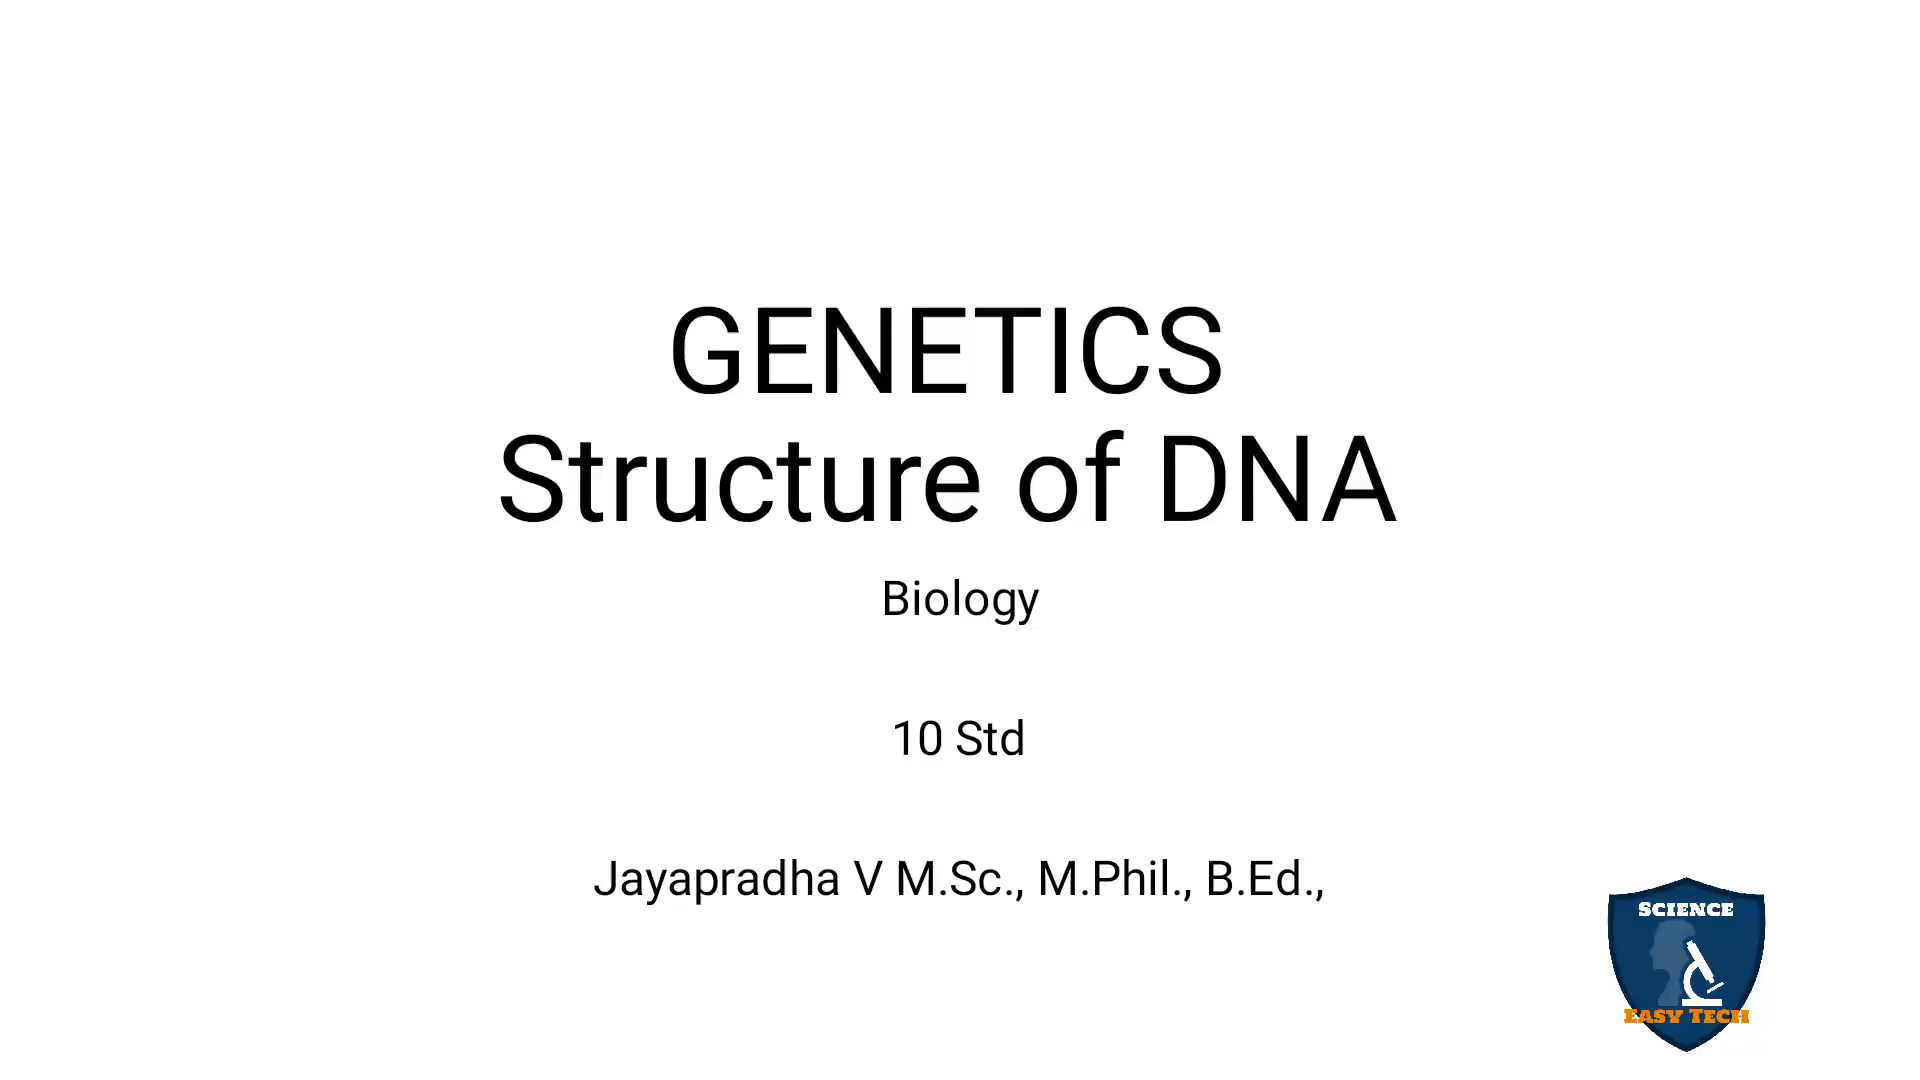 GENETICS
Structure of DNA
Biology
10 Std
Jayapradha V M.Sc., M.Phil., B.Ed.,
SCIENCE
EASY TECH